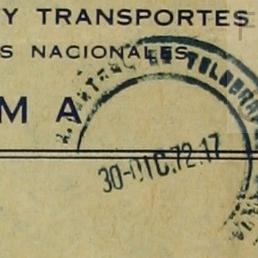 Y TRANSPORTES
S NACIONALES
M A
30-DIC.72.17